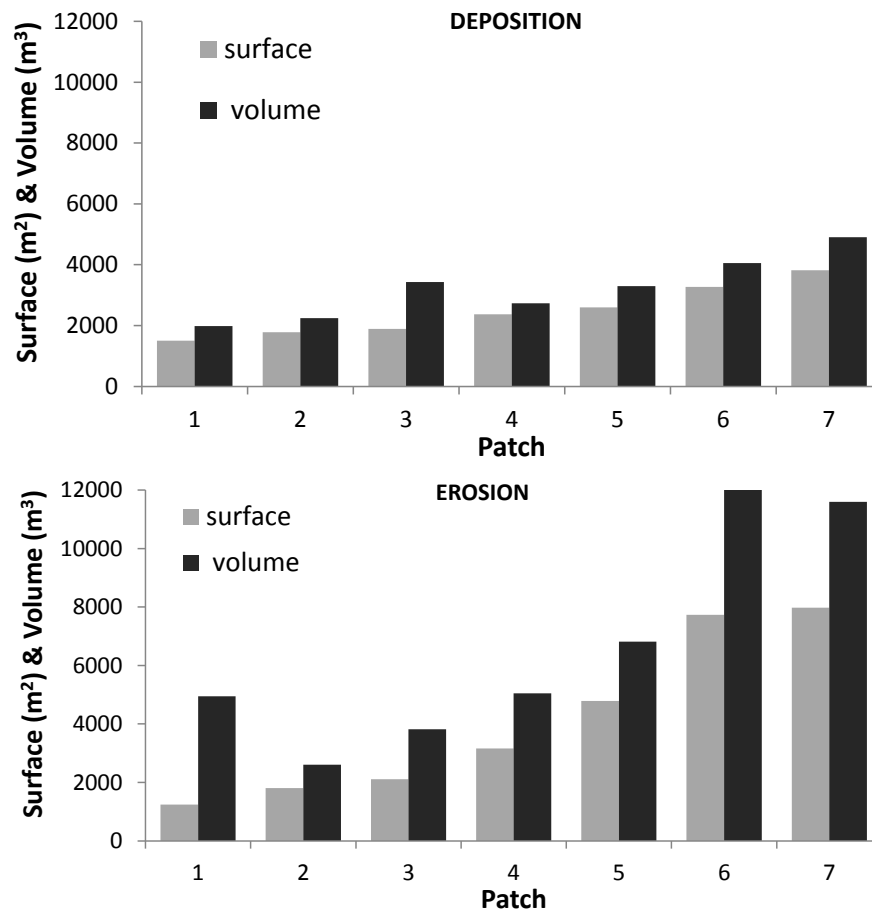 DEPOSITION
Surface (m²) & Volume (m³)
12000
10000
8000
6000
4000
2000
0
surface
volume
1 2 3 4 5 6 7
Patch
EROSION
Surface (m²) & Volume (m³)
12000
10000
8000
6000
4000
2000
0
surface
volume
1 2 3 4 5 6 7
Patch